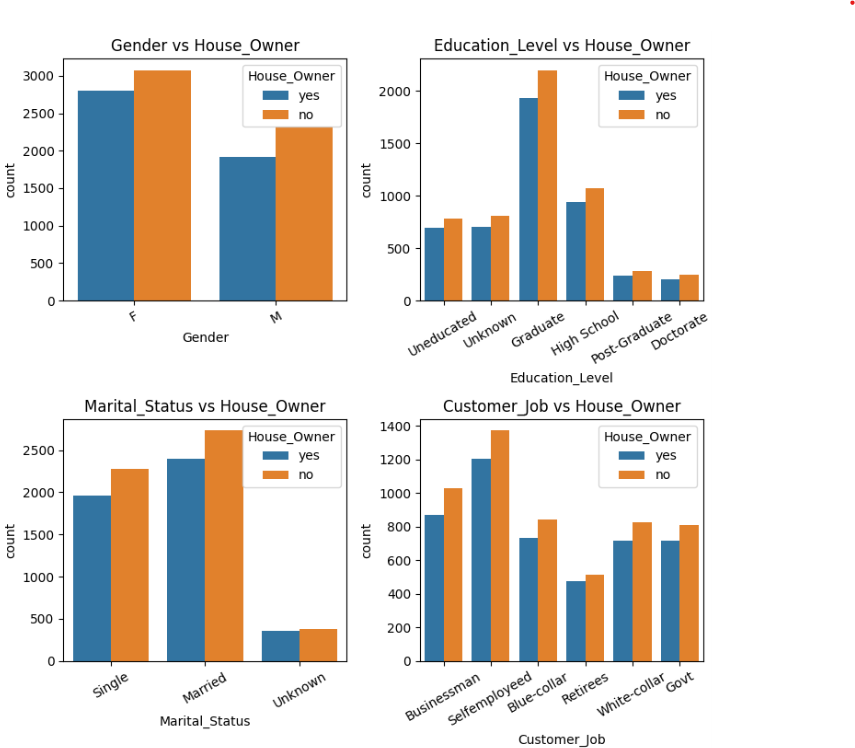 Gender vs House_Owner
3000
2500
2000
1500
1000
500
0
count
House_Owner
yes
no
F
M
Gender
Education_Level vs House_Owner
2000
1500
1000
500
0
count
House_Owner
yes
no
Uneducated
Unknown
Graduate
High School
Post-Graduate
Doctorate
Education_Level
Marital_Status vs House_Owner
2500
2000
1500
1000
500
0
count
House_Owner
yes
no
Single
Married
Unknown
Marital_Status
Customer_Job vs House_Owner
1400
1200
1000
800
600
400
200
0
count
House_Owner
yes
no
Businessman
Selfemployeed
Blue-collar
Retirees
White-collar
Govt
Customer_Job